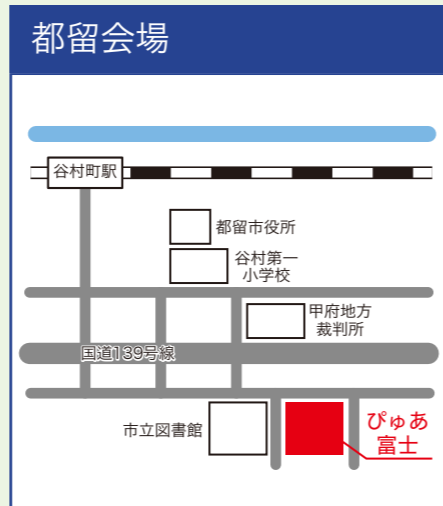 都留会場
谷村町駅
都留市役所
谷村第一
小学校
甲府地方
裁判所
国道139号線
市立図書館
ぴゅあ
富士